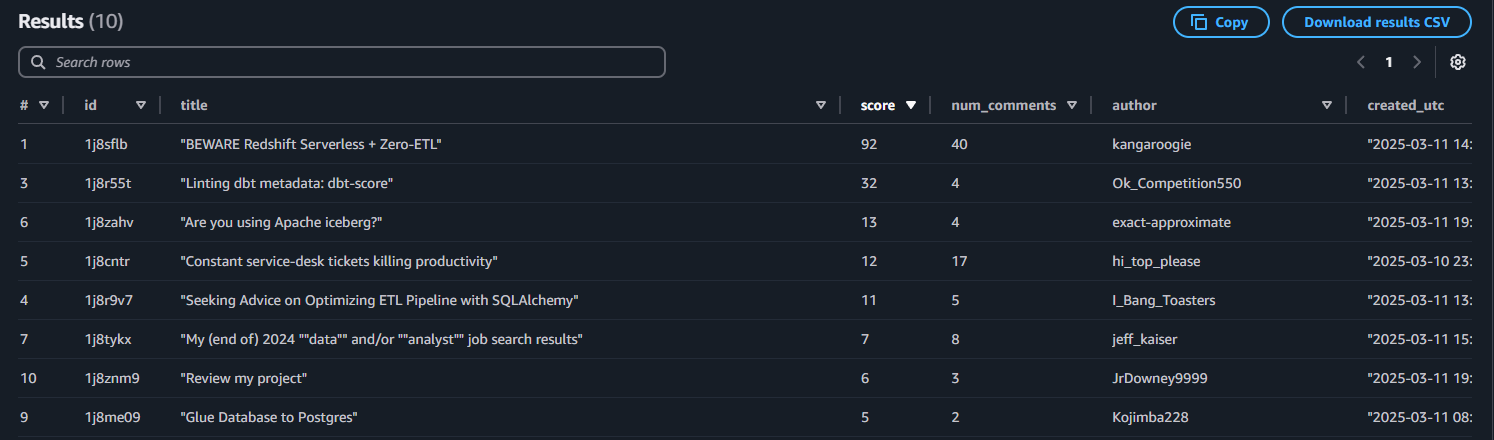 Results (10) Copy Download results CSV
Search rows 1
# id title score num_comments author created_utc
1 1j8sflb "BEWARE Redshift Serverless + Zero-ETL" 92 40 kangaroogie "2025-03-11 14:
3 1j8r55t "Linting dbt metadata: dbt-score" 32 4 Ok_Competition550 "2025-03-11 13:
6 1j8zahv "Are you using Apache iceberg?" 13 4 exact-approximate "2025-03-11 19:
5 1j8cntr "Constant service-desk tickets killing productivity" 12 17 hi_top_please "2025-03-10 23:
4 1j8r9v7 "Seeking Advice on Optimizing ETL Pipeline with SQLAlchemy" 11 5 I_Bang_Toasters "2025-03-11 13:
7 1j8tykx "My (end of) 2024 ""data"" and/or ""analyst"" job search results" 7 8 jeff_kaiser "2025-03-11 15:
10 1j8znm9 "Review my project" 6 3 JrDowney9999 "2025-03-11 19:
9 1j8me09 "Glue Database to Postgres" 5 2 Kojimba228 "2025-03-11 08: